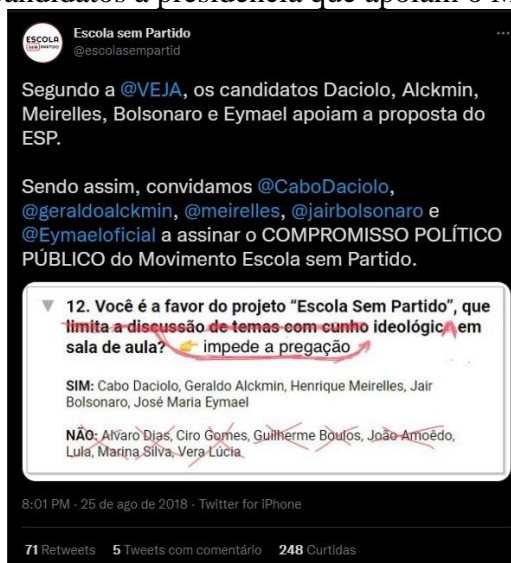 candidatos à presidência que apoiam o M
ESCOLA
SEM PARTIDO
Escola sem Partido
@escolasempartid
Segundo a @VEJA, os candidatos Daciolo, Alckmin,
Meirelles, Bolsonaro e Eymael apoiam a proposta do
ESP.
Sendo assim, convidamos @CaboDaciolo,
@geraldoalckmin, @meirelles, @jairbolsonaro e
@Eymaeloficial a assinar o COMPROMISSO POLÍTICO
PÚBLICO do Movimento Escola sem Partido.
12. Você é a favor do projeto “Escola Sem Partido”, que
limita a discussão de temas com cunho ideológic A em
sala de aula? 👉 impede a pregação
SIM: Cabo Daciolo, Geraldo Alckmin, Henrique Meirelles, Jair
Bolsonaro, José Maria Eymael
NÃO: Alvaro Dias, Ciro Gomes, Guilherme Boulos, João Amoêdo,
Lula, Marina Silva, Vera Lúcia
8:01 PM · 25 de ago de 2018 · Twitter for iPhone
71 Retweets 5 Tweets com comentário 248 Curtidas